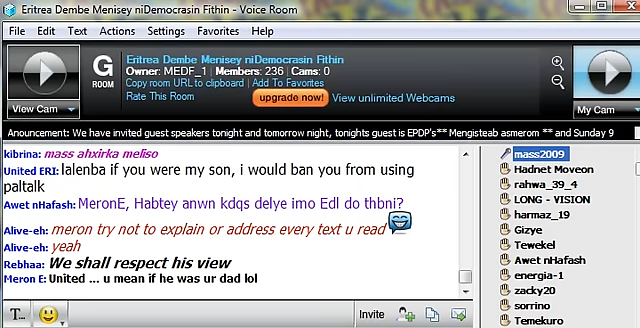 Eritrea Dembe Menisey niDemocrasin Fithin - Voice Room
File Edit Text Actions Settings Favorites Help
View Cam
G
ROOM
Eritrea Dembe Menisey niDemocrasin Fithin
Owner: MEDF_1 | Members: 236 | Cams: 0
Copy room URL to clipboard | Add To Favorites
Rate This Room
upgrade now! View unlimited Webcams
My Cam
Anouncement: We have invited guest speakers tonight and tomorrow night, tonights guest is EPDP's** Mengisteab asmerom ** and Sunday 9
kibrina: mass ahxirka meliso
United ERI: lalenba if you were my son, i would ban you from using
paltalk
Awet nHafash: MeronE, Habtey anwn kdqs delye imo Edl do thbni?
Alive-eh: meron try not to explain or address every text u read
Alive-eh: yeah
Rebhaa: We shall respect his view
Meron E: United ... u mean if he was ur dad lol
T...
Invite
mass2009
Hadnet Moveon
rahwa_39_4
LONG - VISION
harmaz_19
Gizye
Tewekel
Awet nHafash
energia-1
zacky20
sorrino
Temekuro